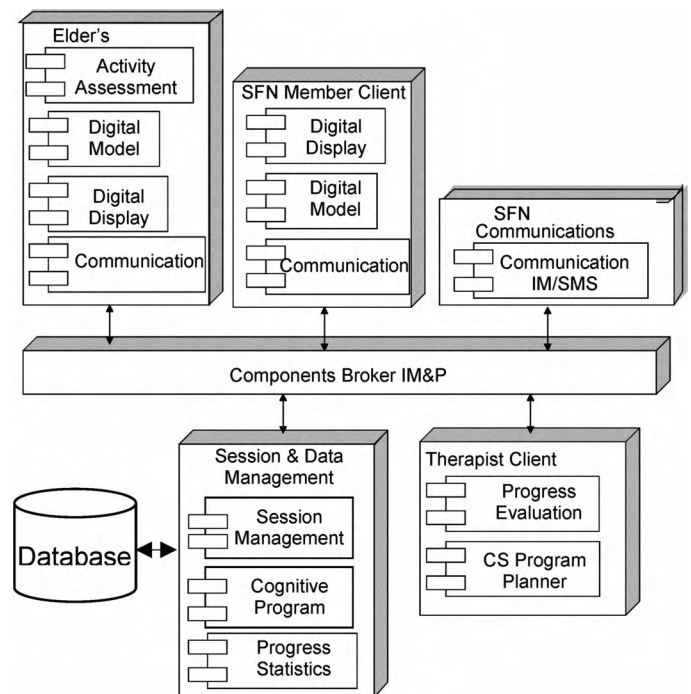 Elder's
Activity
Assessment
Digital
Model
Digital
Display
Communication
SFN Member Client
Digital
Display
Digital
Model
Communication
SFN
Communications
Communication
IM/SMS
Components Broker IM&P
Session & Data
Management
Session
Management
Cognitive
Program
Progress
Statistics
Therapist Client
Progress
Evaluation
CS Program
Planner
Database